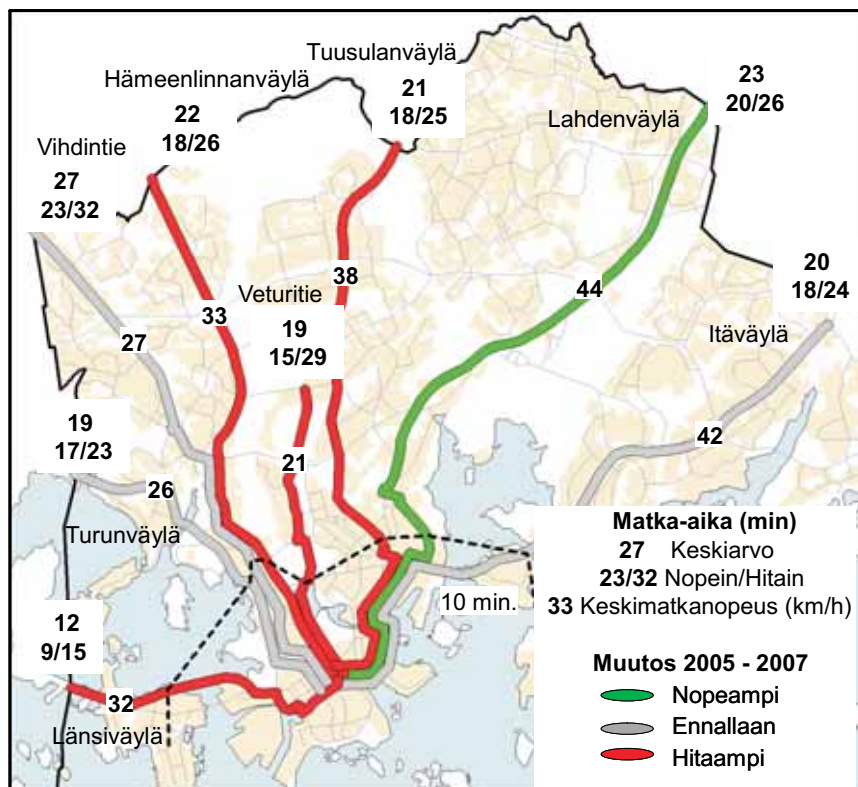 Tuusulanväylä
21
18/25
Hämeenlinnanväylä
22
18/26
23
20/26
Lahdenväylä
Vihdintie
27
23/32
20
18/24
Itäväylä
38
44
33
Veturitie
19
15/29
27
42
19
17/23
26
21
Turunväylä
10 min.
12
9/15
32
Länsiväylä
Matka-aika (min)
27 Keskiarvo
23/32 Nopein/Hitain
33 Keskimatkanopeus (km/h)
Muutos 2005 - 2007
Nopeampi
Ennallaan
Hitaampi